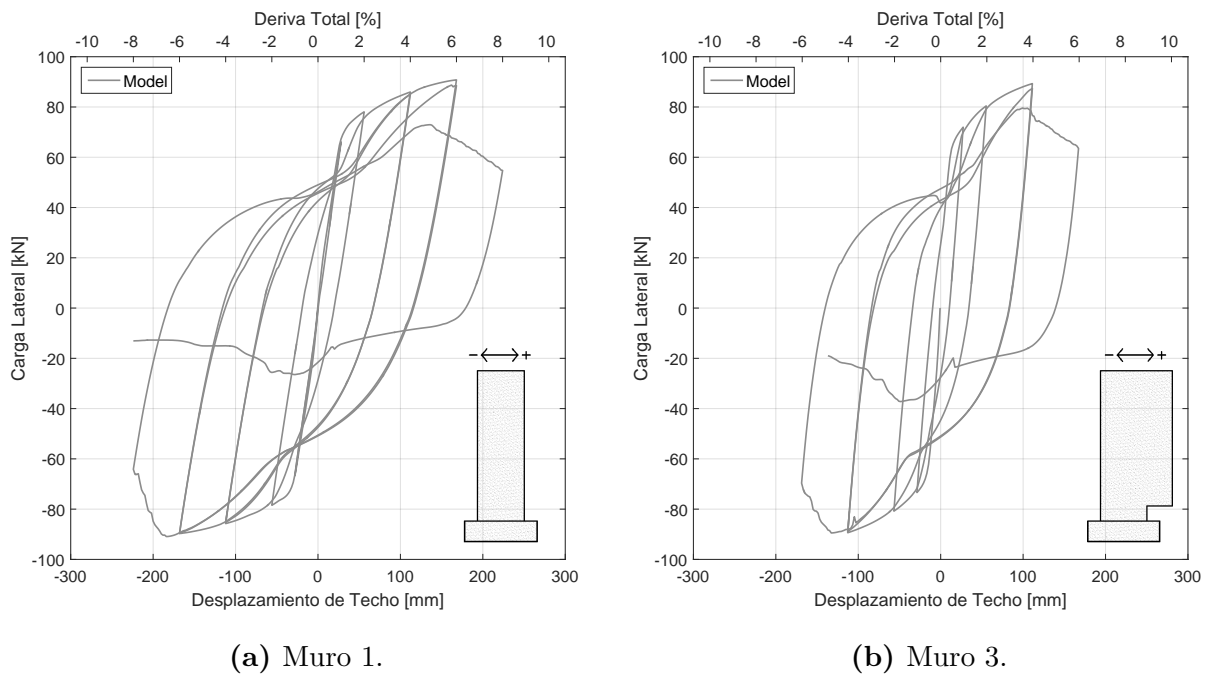 Deriva Total [%]
-10 -8 -6 -4 -2 0 2 4 6 8 10
Model
100
80
60
40
20
0
-20
-40
-60
-80
-100
Carga Lateral [kN]
- +
-300 -200 -100 0 100 200 300
Desplazamiento de Techo [mm]
(a) Muro 1.
Deriva Total [%]
-10 -8 -6 -4 -2 0 2 4 6 8 10
Model
100
80
60
40
20
0
-20
-40
-60
-80
-100
Carga Lateral [kN]
- +
-300 -200 -100 0 100 200 300
Desplazamiento de Techo [mm]
(b) Muro 3.